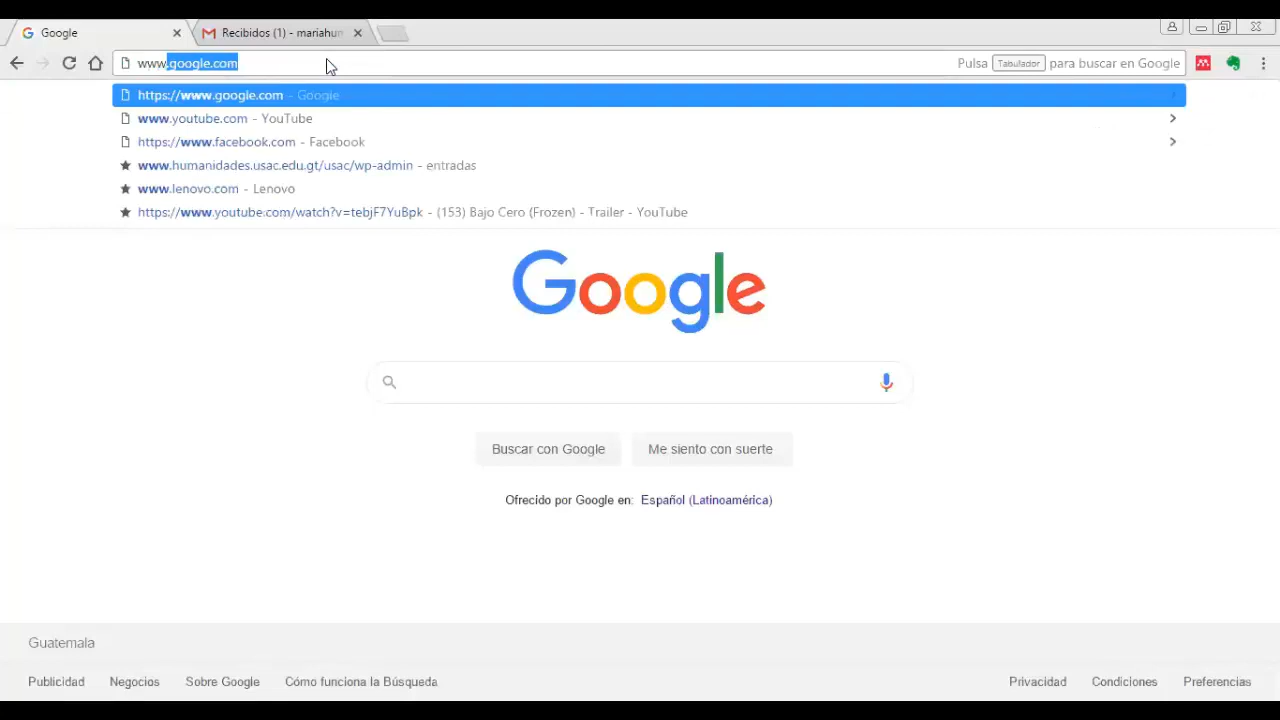 Google
Recibidos (1) - mariahun
www.google.com
Pulsa Tabulador para buscar en Google
https://www.google.com - Google
www.youtube.com - YouTube
https://www.facebook.com - Facebook
www.humanidades.usac.edu.gt/usac/wp-admin - entradas
www.lenovo.com - Lenovo
https://www.youtube.com/watch?v=tebjF7YuBpk - (153) Bajo Cero (Frozen) - Trailer - YouTube
Google
Buscar con Google
Me siento con suerte
Ofrecido por Google en: Español (Latinoamérica)
Guatemala
Publicidad
Negocios
Sobre Google
Cómo funciona la Búsqueda
Privacidad
Condiciones
Preferencias